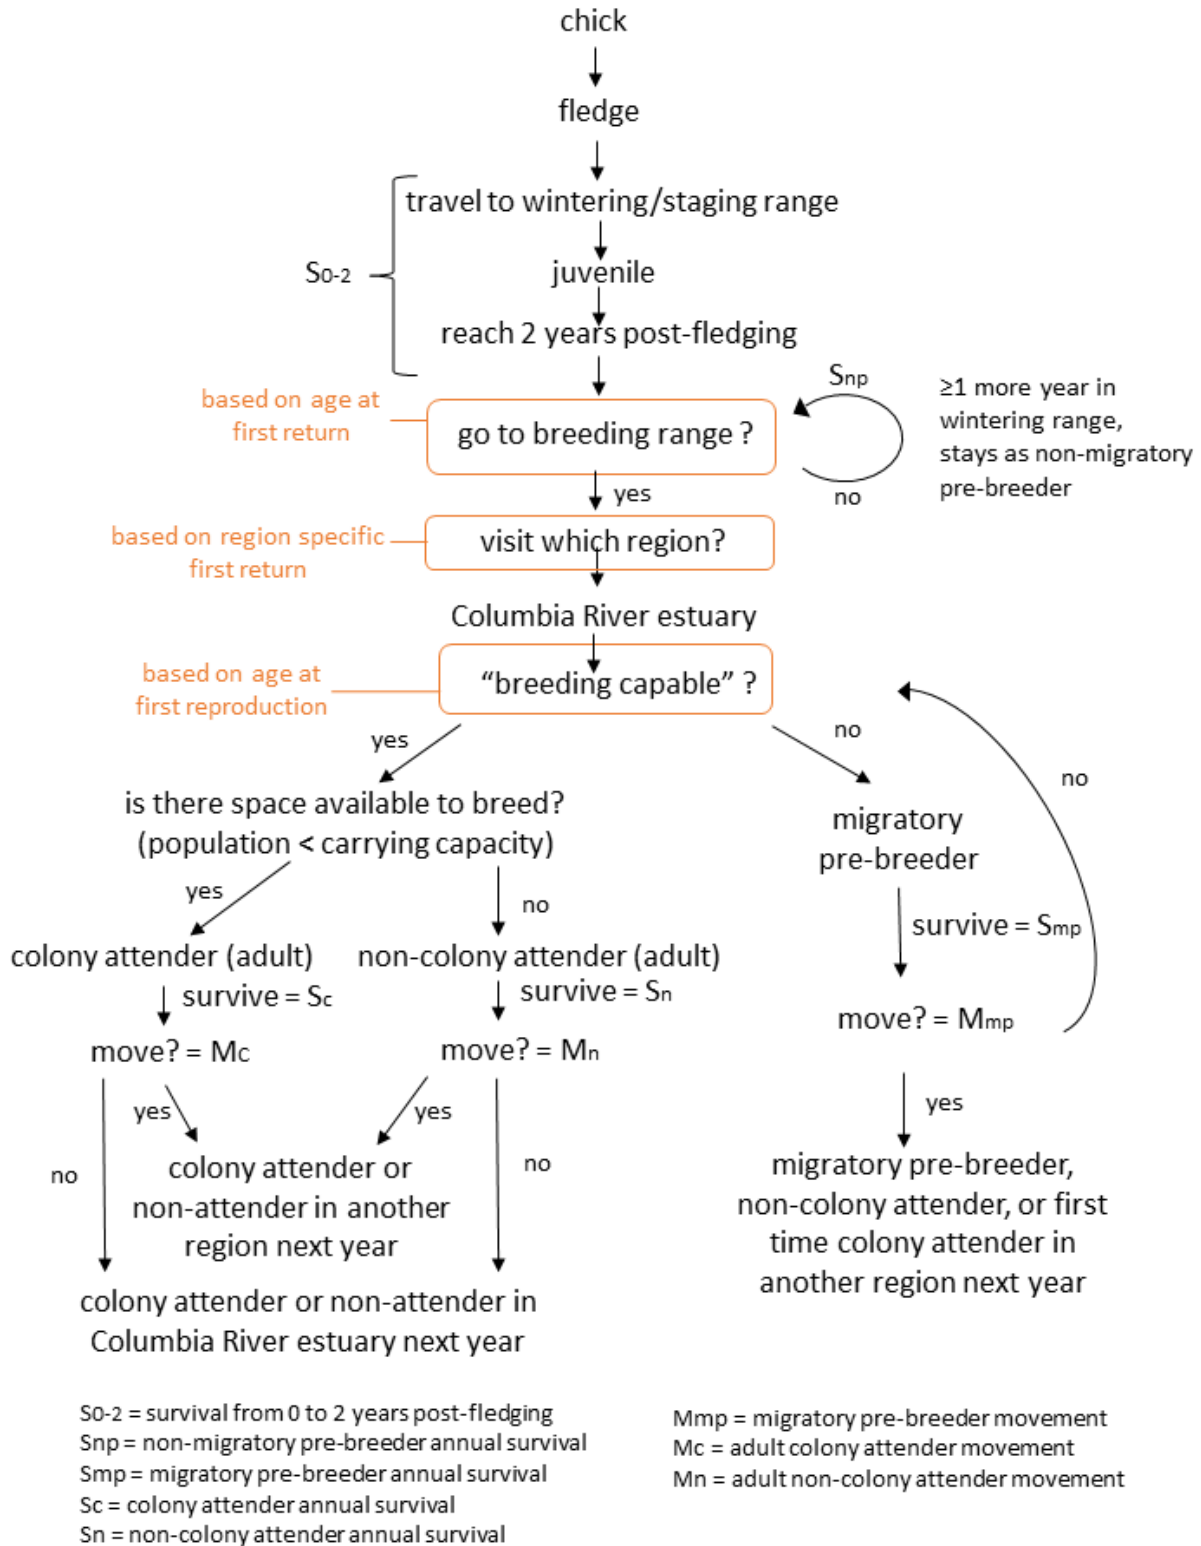 chick
fledge
travel to wintering/staging range
S0-2
juvenile
reach 2 years post-fledging
Snp
based on age at
first return
go to breeding range ?
≥1 more year in
wintering range,
stays as non-migratory
pre-breeder
no
yes
based on region specific
first return
visit which region?
Columbia River estuary
based on age at
first reproduction
“breeding capable” ?
yes
no
no
is there space available to breed?
(population < carrying capacity)
migratory
pre-breeder
yes
no
survive = Smp
colony attender (adult)
non-colony attender (adult)
survive = Sc
survive = Sn
move? = Mmp
move? = Mc
move? = Mn
yes
yes
yes
no
no
colony attender or
non-attender in another
region next year
migratory pre-breeder,
non-colony attender, or first
time colony attender in
another region next year
colony attender or non-attender in
Columbia River estuary next year
S0-2 = survival from 0 to 2 years post-fledging
Snp = non-migratory pre-breeder annual survival
Smp = migratory pre-breeder annual survival
Sc = colony attender annual survival
Sn = non-colony attender annual survival
Mmp = migratory pre-breeder movement
Mc = adult colony attender movement
Mn = adult non-colony attender movement